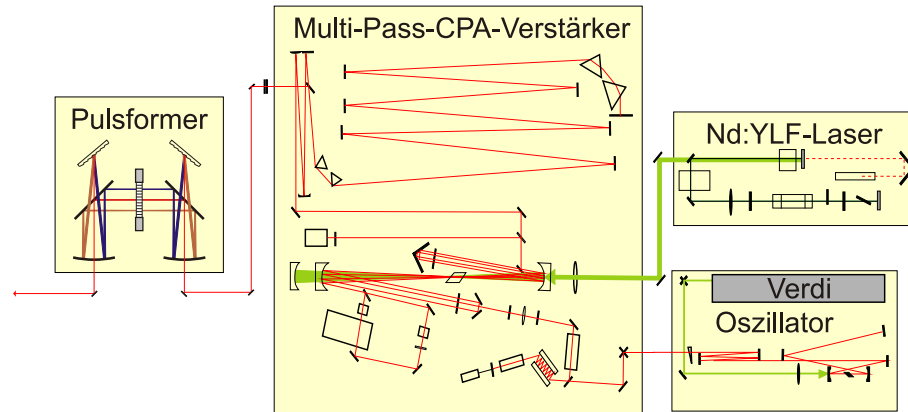 Multi-Pass-CPA-Verstärker
Pulsformer
Nd:YLF-Laser
Verdi
Oszillator